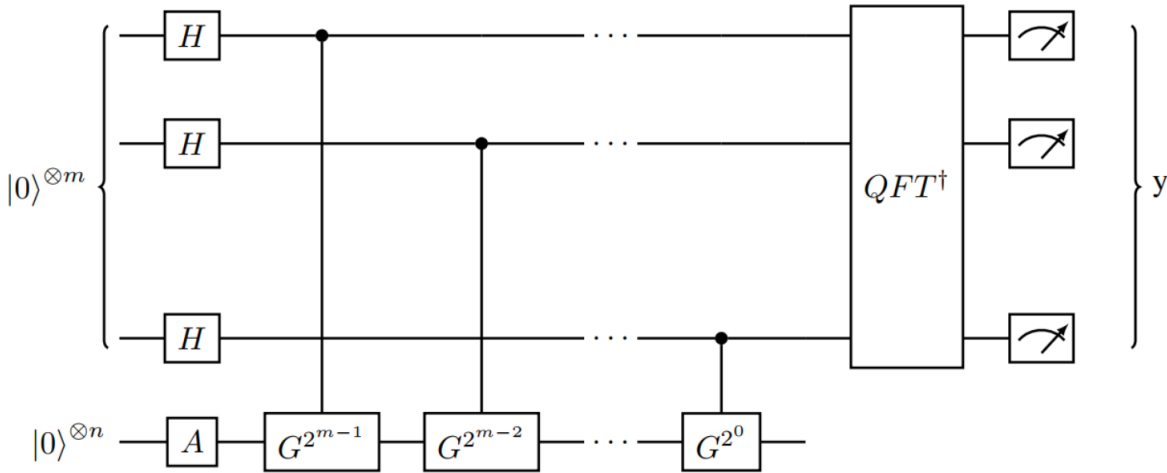 H ...
H ...
|0⟩^{⊗m} QFT^† y
H ...
|0⟩^{⊗n} A G^{2^{m−1}} G^{2^{m−2}} ... G^{2^0}